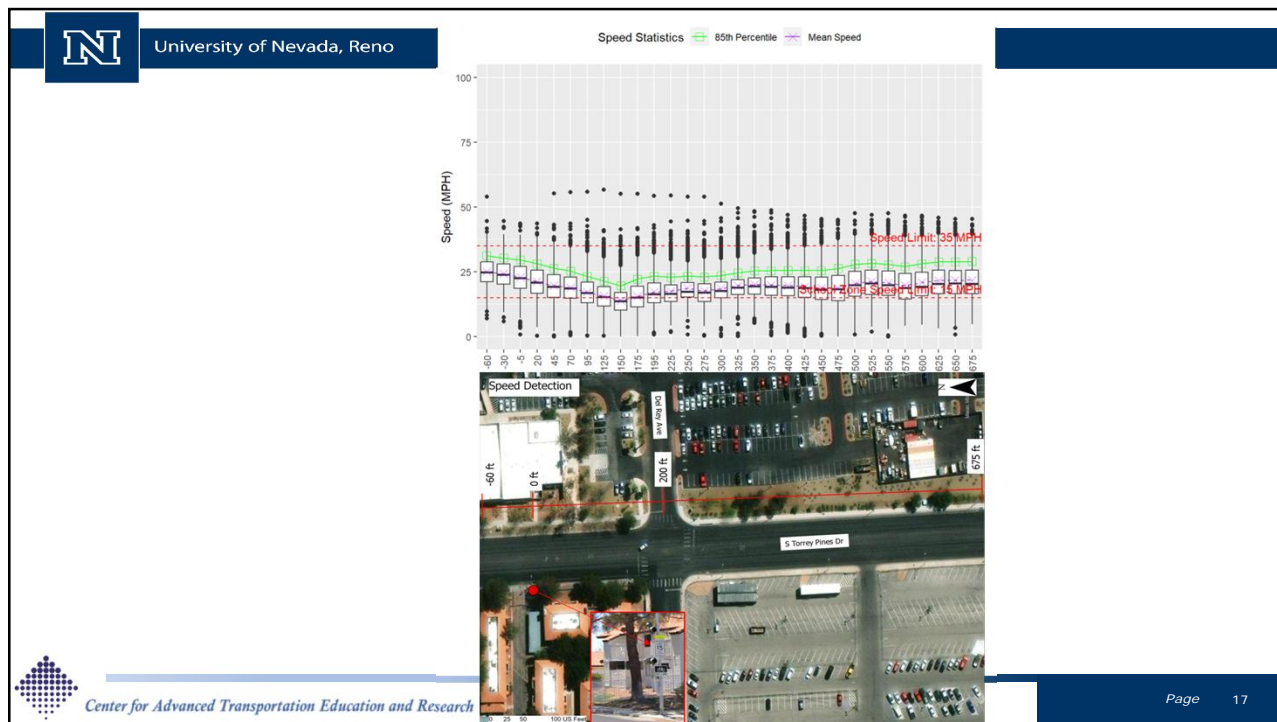 N
University of Nevada, Reno
Speed Statistics 85th Percentile Mean Speed
Speed (MPH)
100
75
50
25
0
Speed Limit: 35 MPH
School Zone Speed Limit: 15 MPH
-60 -30 -5 20 45 70 95 125 150 175 195 225 250 275 300 325 350 375 400 425 450 475 500 525 550 575 600 625 650 675
Speed Detection
Del Rey Ave
N
-60 ft
0 ft
200 ft
675 ft
S Torrey Pines Dr
0 25 50 100 US Feet
Center for Advanced Transportation Education and Research
Page 17